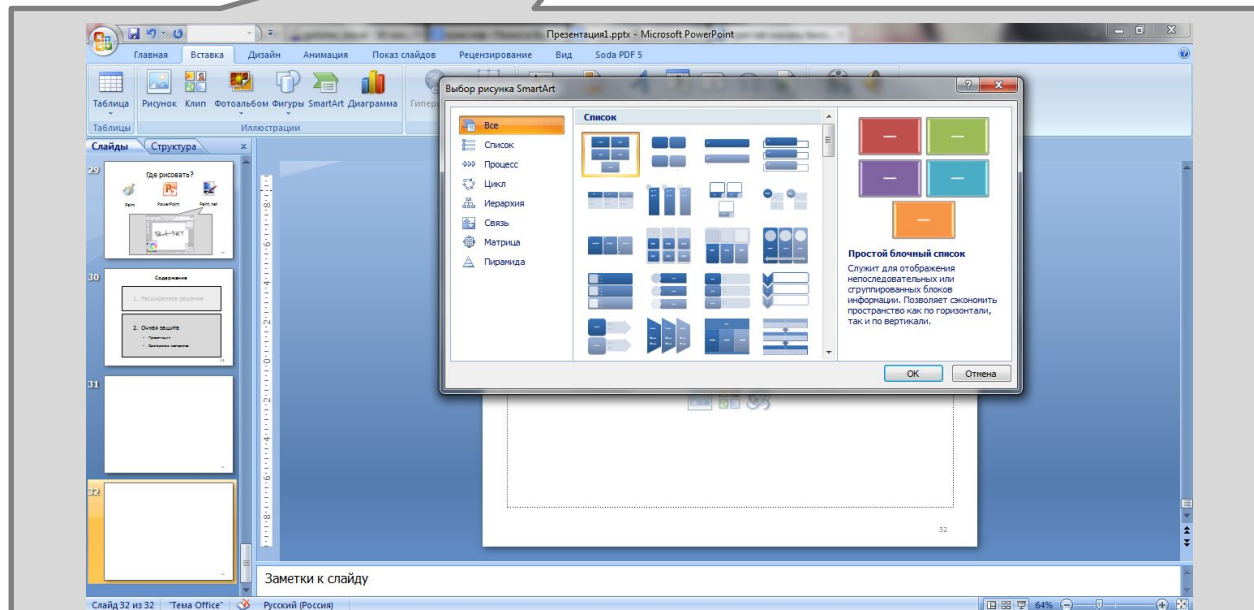 Презентация1.pptx - Microsoft PowerPoint
Главная Вставка Дизайн Анимация Показ слайдов Рецензирование Вид Soda PDF 5
Таблица Рисунок Клип Фотоальбом Фигуры SmartArt Диаграмма
Таблицы Иллюстрации
Выбор рисунка SmartArt
Все
Список
Процесс
Цикл
Иерархия
Связь
Матрица
Пирамида
Список
Простой блочный список
Служит для отображения
непоследовательных или
сгруппированных блоков
информации. Позволяет сэкономить
пространство как по горизонтали,
так и по вертикали.
ОК Отмена
Слайды Структура
29
Где рисовать?
Paint PowerPoint Paint.net
30
Содержание
1. Расширенное решение
2. Очная защита
31
32
32
Заметки к слайду
Слайд 32 из 32 "Тема Office" Русский (Россия) 64%